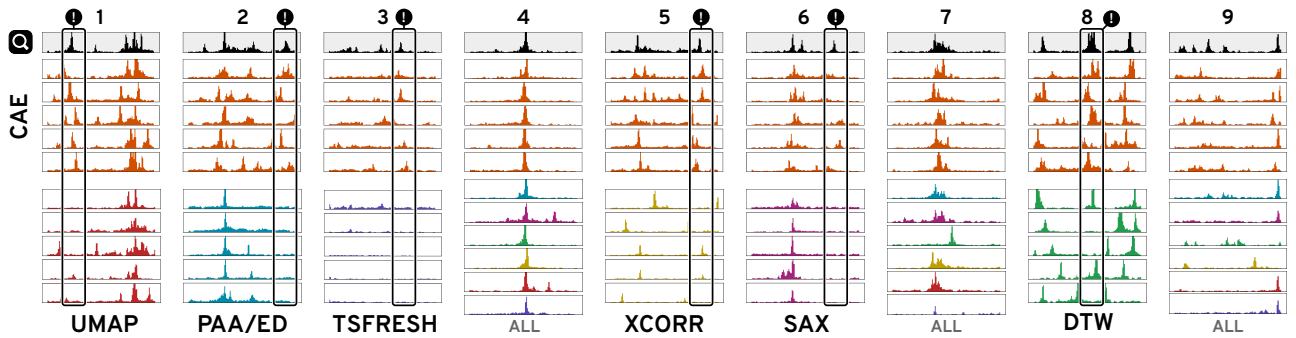 1 2 3 4 5 6 7 8 9
! ! ! ! ! !
CAE
UMAP PAA/ED TSFRESH ALL XCORR SAX ALL DTW ALL